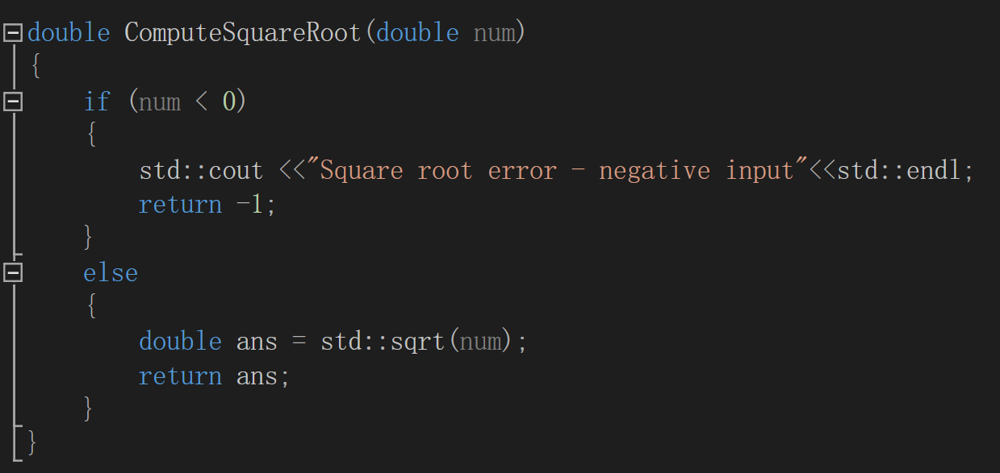 double ComputeSquareRoot(double num)
{
    if (num < 0)
    {
        std::cout <<"Square root error - negative input"<<std::endl;
        return -1;
    }
    else
    {
        double ans = std::sqrt(num);
        return ans;
    }
}